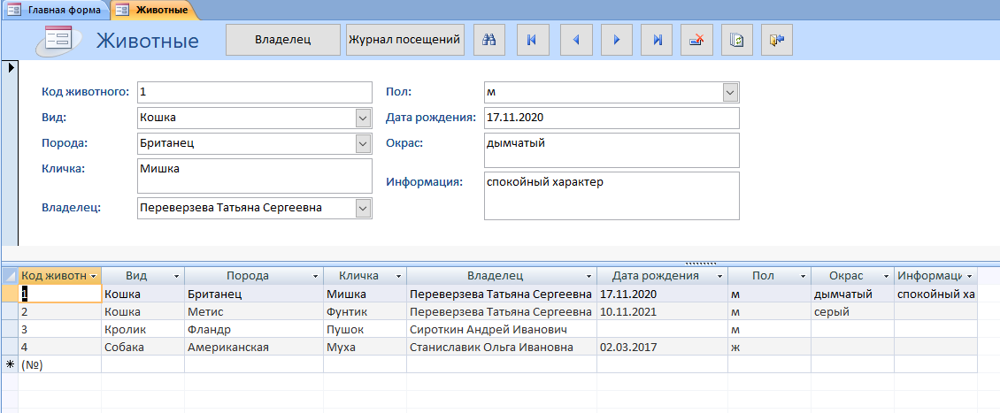 Главная форма Животные
Животные Владелец Журнал посещений
Код животного: 1 Пол: м
Вид: Кошка Дата рождения: 17.11.2020
Порода: Британец Окрас: дымчатый
Кличка: Мишка
Информация: спокойный характер
Владелец: Переверзева Татьяна Сергеевна
Код животн Вид Порода Кличка Владелец Дата рождения Пол Окрас Информаци
1 Кошка Британец Мишка Переверзева Татьяна Сергеевна 17.11.2020 м дымчатый спокойный ха
2 Кошка Метис Фунтик Переверзева Татьяна Сергеевна 10.11.2021 м серый
3 Кролик Фландр Пушок Сироткин Андрей Иванович м
4 Собака Американская Муха Станиславик Ольга Ивановна 02.03.2017 ж
(№)